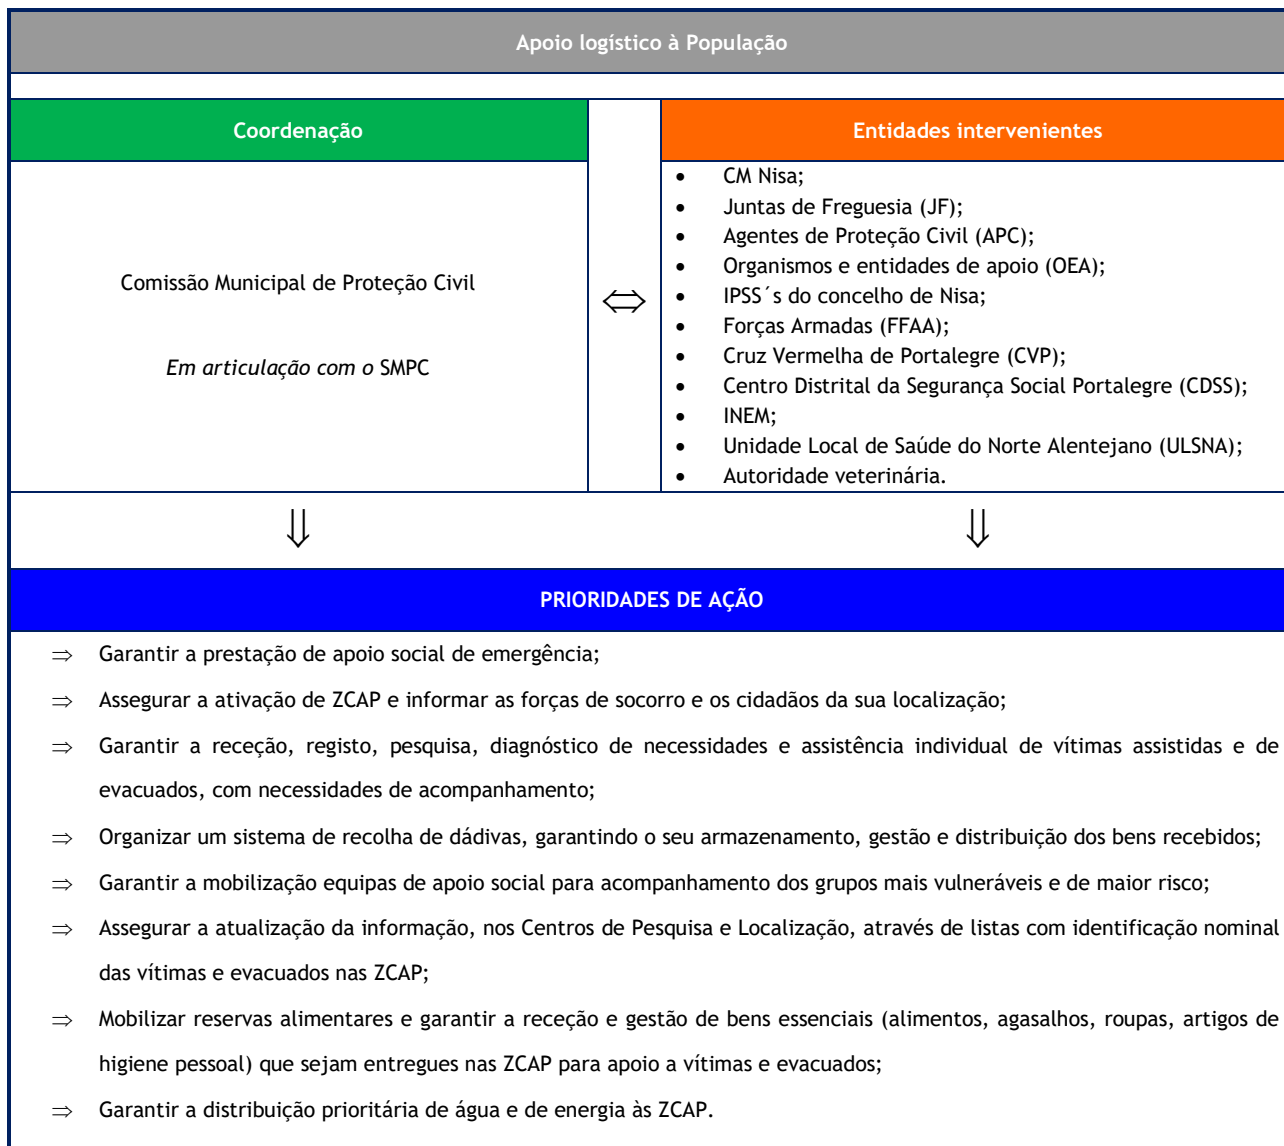 Apoio logístico à População
Coordenação
Comissão Municipal de Proteção Civil
Em articulação com o SMPC
⇔
Entidades intervenientes
• CM Nisa;
• Juntas de Freguesia (JF);
• Agentes de Proteção Civil (APC);
• Organismos e entidades de apoio (OEA);
• IPSS´s do concelho de Nisa;
• Forças Armadas (FFAA);
• Cruz Vermelha de Portalegre (CVP);
• Centro Distrital da Segurança Social Portalegre (CDSS);
• INEM;
• Unidade Local de Saúde do Norte Alentejano (ULSNA);
• Autoridade veterinária.
⇓ ⇓
PRIORIDADES DE AÇÃO
⇒ Garantir a prestação de apoio social de emergência;
⇒ Assegurar a ativação de ZCAP e informar as forças de socorro e os cidadãos da sua localização;
⇒ Garantir a receção, registo, pesquisa, diagnóstico de necessidades e assistência individual de vítimas assistidas e de
evacuados, com necessidades de acompanhamento;
⇒ Organizar um sistema de recolha de dádivas, garantindo o seu armazenamento, gestão e distribuição dos bens recebidos;
⇒ Garantir a mobilização equipas de apoio social para acompanhamento dos grupos mais vulneráveis e de maior risco;
⇒ Assegurar a atualização da informação, nos Centros de Pesquisa e Localização, através de listas com identificação nominal
das vítimas e evacuados nas ZCAP;
⇒ Mobilizar reservas alimentares e garantir a receção e gestão de bens essenciais (alimentos, agasalhos, roupas, artigos de
higiene pessoal) que sejam entregues nas ZCAP para apoio a vítimas e evacuados;
⇒ Garantir a distribuição prioritária de água e de energia às ZCAP.